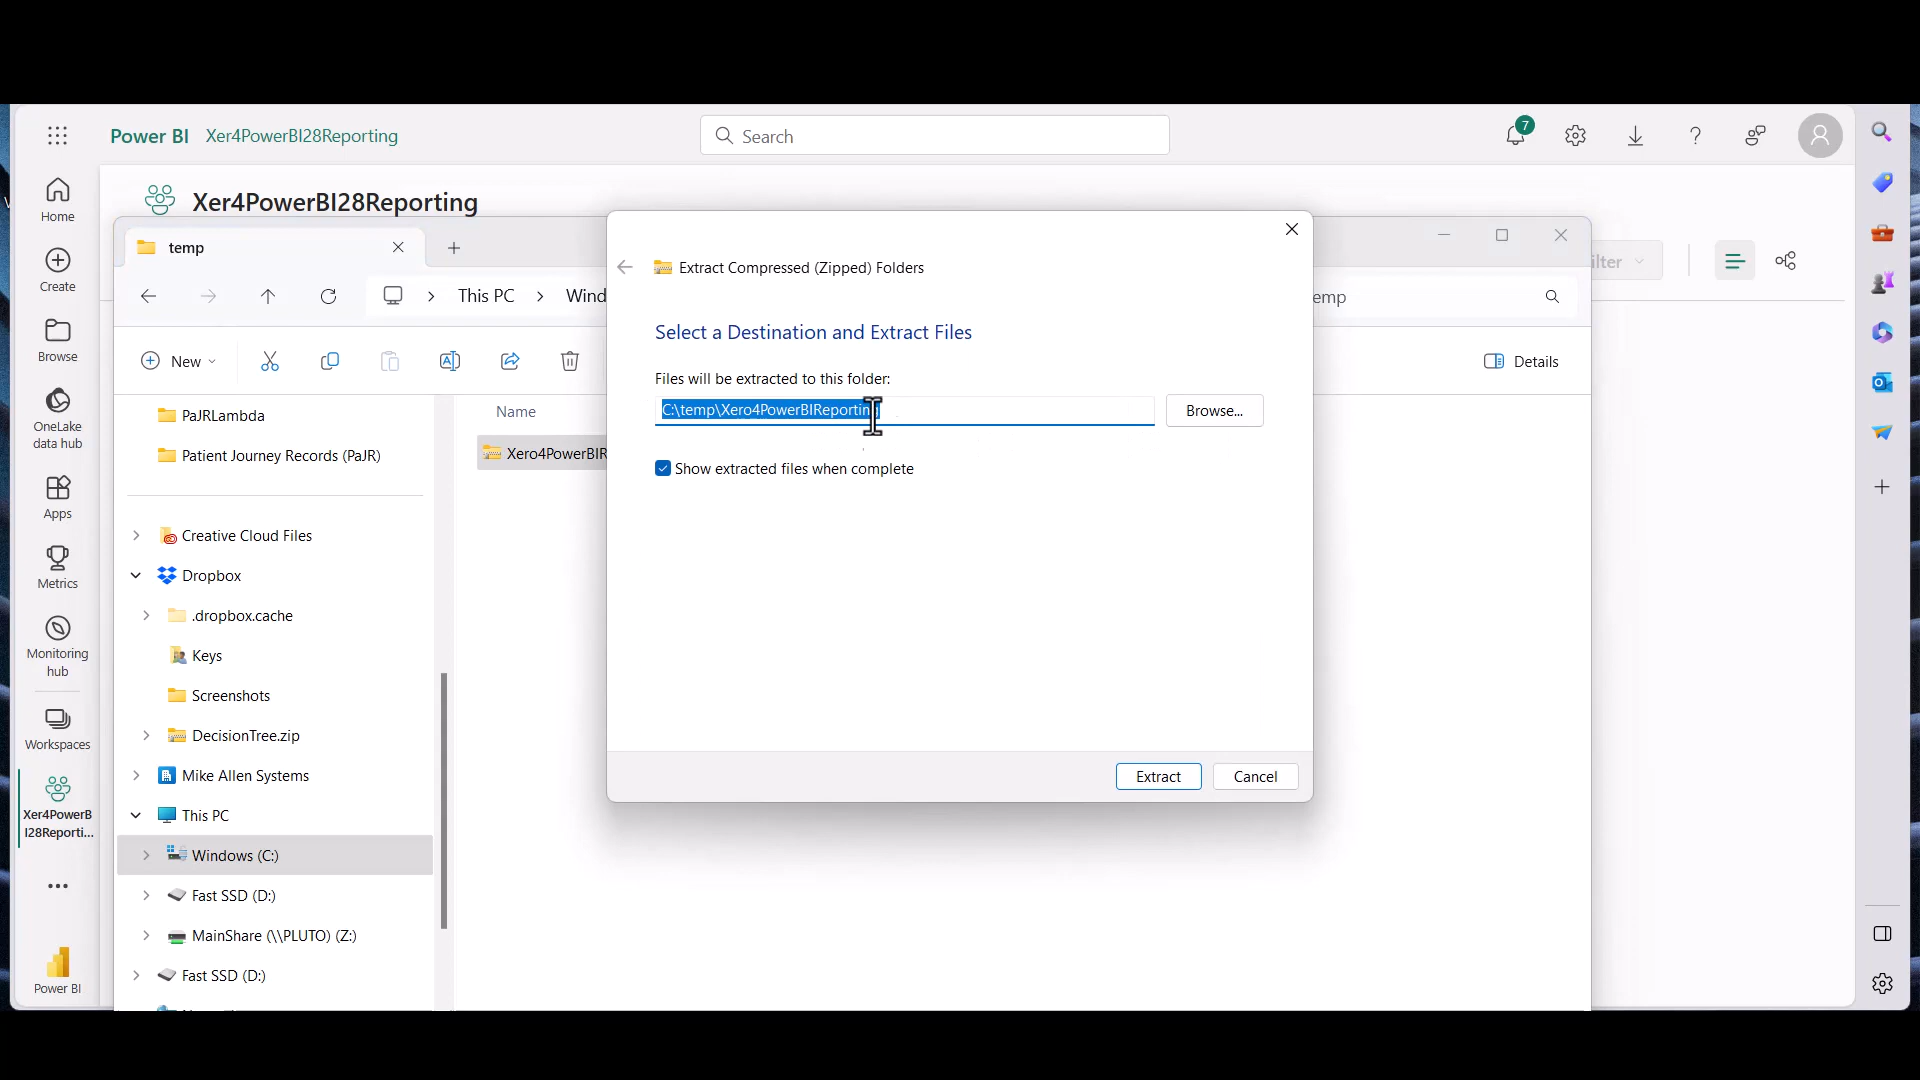 Power BI
Xer4PowerBI28Reporting
Search
7
Home
Create
Browse
OneLake
data hub
Apps
Metrics
Monitoring
hub
Workspaces
Xer4PowerB
I28Reporti...
Power BI
Xer4PowerBI28Reporting
temp
This PC
Wind
emp
ilter
New
Details
PaJRLambda
Patient Journey Records (PaJR)
Creative Cloud Files
Dropbox
.dropbox.cache
Keys
Screenshots
DecisionTree.zip
Mike Allen Systems
This PC
Windows (C:)
Fast SSD (D:)
MainShare (\\PLUTO) (Z:)
Fast SSD (D:)
Name
Xero4PowerBIR
Extract Compressed (Zipped) Folders
Select a Destination and Extract Files
Files will be extracted to this folder:
C:\temp\Xero4PowerBIReporting
Browse...
Show extracted files when complete
Extract
Cancel